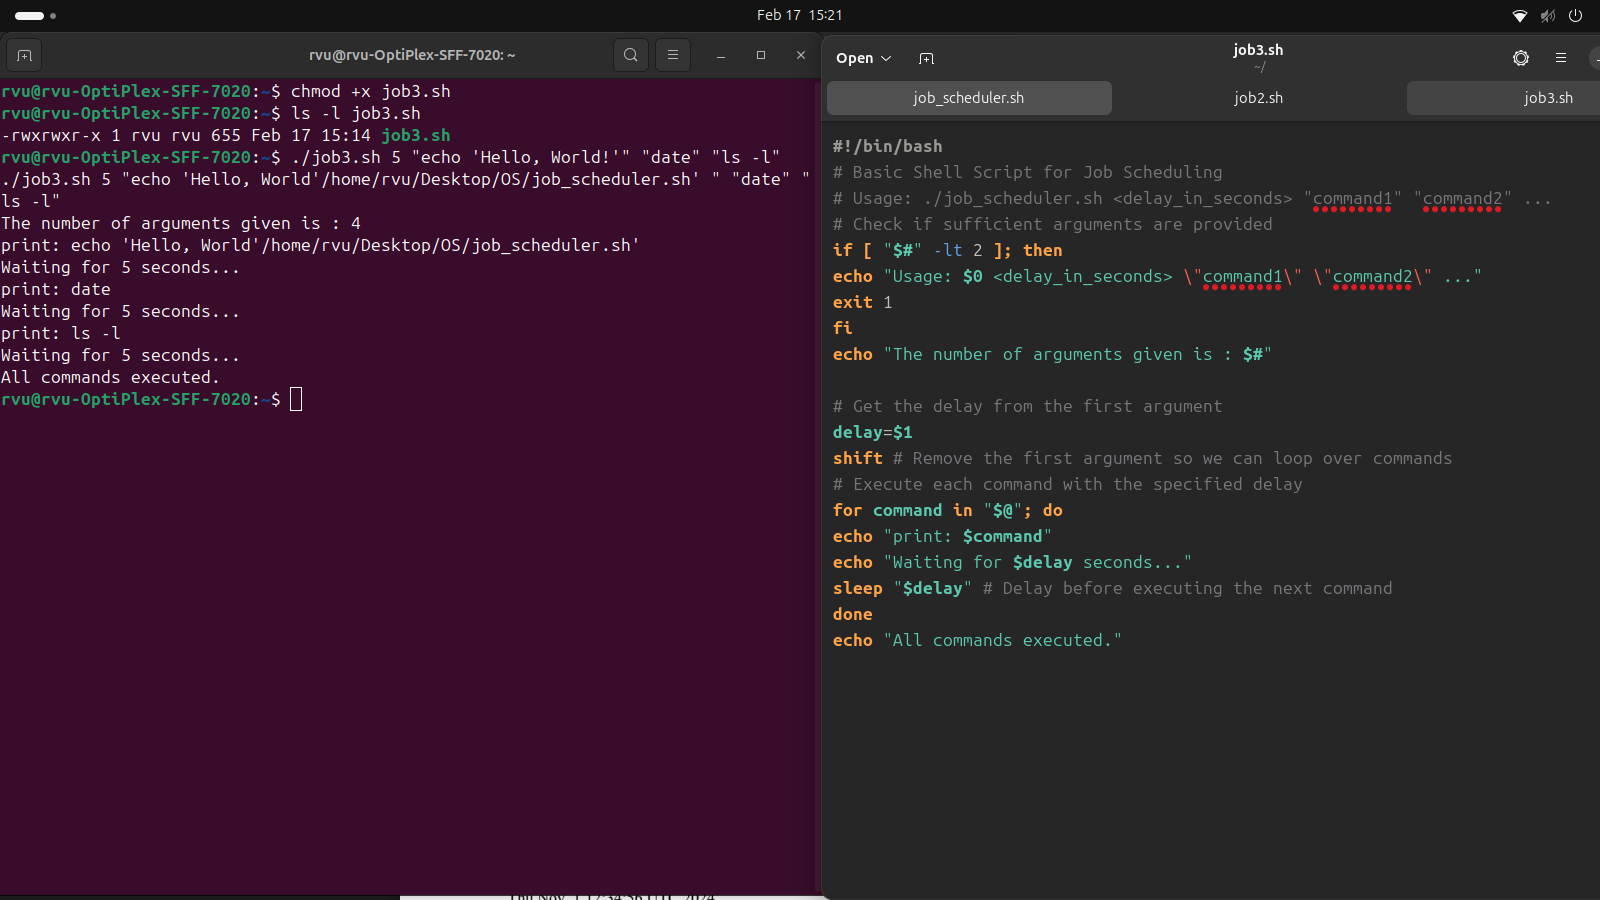 Feb 17 15:21
rvu@rvu-OptiPlex-SFF-7020: ~
rvu@rvu-OptiPlex-SFF-7020:~$ chmod +x job3.sh
rvu@rvu-OptiPlex-SFF-7020:~$ ls -l job3.sh
-rwxrwxr-x 1 rvu rvu 655 Feb 17 15:14 job3.sh
rvu@rvu-OptiPlex-SFF-7020:~$ ./job3.sh 5 "echo 'Hello, World!'" "date" "ls -l"
./job3.sh 5 "echo 'Hello, World'/home/rvu/Desktop/OS/job_scheduler.sh' " "date" "
ls -l"
The number of arguments given is : 4
print: echo 'Hello, World'/home/rvu/Desktop/OS/job_scheduler.sh'
Waiting for 5 seconds...
print: date
Waiting for 5 seconds...
print: ls -l
Waiting for 5 seconds...
All commands executed.
rvu@rvu-OptiPlex-SFF-7020:~$
Open
job3.sh
~/
job_scheduler.sh
job2.sh
job3.sh
#!/bin/bash
# Basic Shell Script for Job Scheduling
# Usage: ./job_scheduler.sh <delay_in_seconds> "command1" "command2" ...
# Check if sufficient arguments are provided
if [ "$#" -lt 2 ]; then
echo "Usage: $0 <delay_in_seconds> \"command1\" \"command2\" ..."
exit 1
fi
echo "The number of arguments given is : $#"
# Get the delay from the first argument
delay=$1
shift # Remove the first argument so we can loop over commands
# Execute each command with the specified delay
for command in "$@"; do
echo "print: $command"
echo "Waiting for $delay seconds..."
sleep "$delay" # Delay before executing the next command
done
echo "All commands executed."